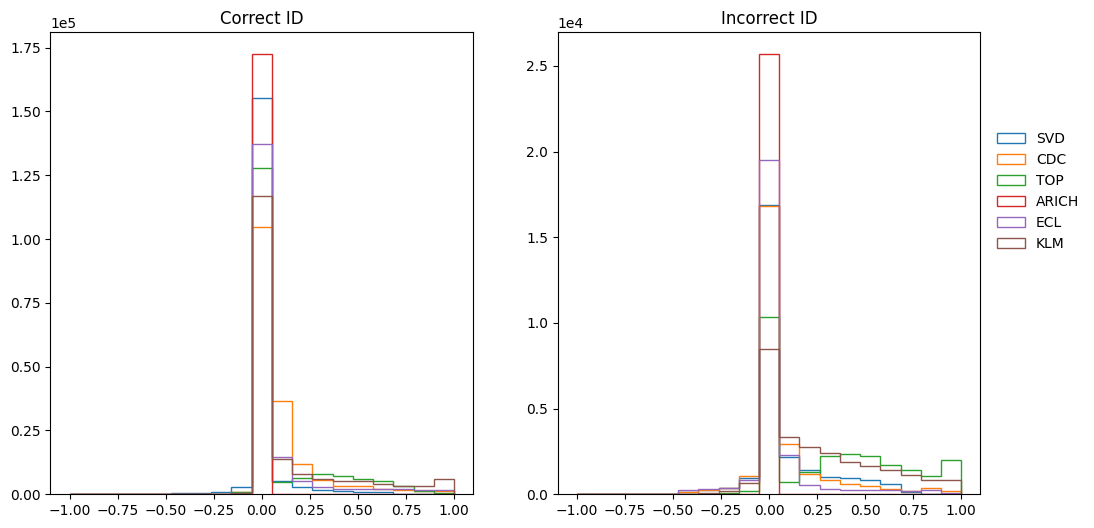 Correct ID
1e5
1.75
1.50
1.25
1.00
0.75
0.50
0.25
0.00
−1.00 −0.75 −0.50 −0.25 0.00 0.25 0.50 0.75 1.00
Incorrect ID
1e4
2.5
2.0
1.5
1.0
0.5
0.0
−1.00 −0.75 −0.50 −0.25 0.00 0.25 0.50 0.75 1.00
SVD
CDC
TOP
ARICH
ECL
KLM